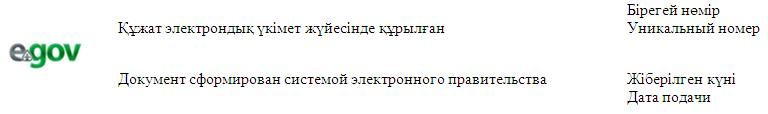 Бірегей нөмір
Құжат электрондық үкімет жүйесінде құрылған
Уникальный номер
egov
Документ сформирован системой электронного правительства
Жіберілген күні
Дата подачи